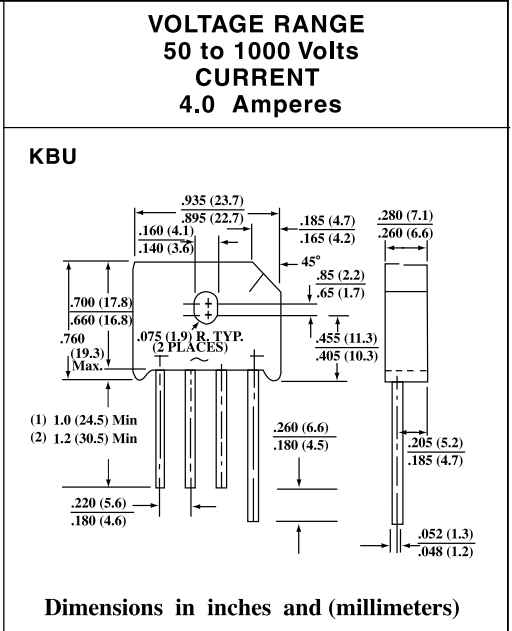 VOLTAGE RANGE
50 to 1000 Volts
CURRENT
4.0 Amperes
KBU
.935 (23.7)
.895 (22.7)
.160 (4.1)
.140 (3.6)
.185 (4.7)
.165 (4.2)
.280 (7.1)
.260 (6.6)
45°
.85 (2.2)
.65 (1.7)
.700 (17.8)
.660 (16.8)
.760
(19.3)
Max.
.075 (1.9) R. TYP.
(2 PLACES)
.455 (11.3)
.405 (10.3)
+ ~ -
(1) 1.0 (24.5) Min
(2) 1.2 (30.5) Min
.260 (6.6)
.180 (4.5)
.205 (5.2)
.185 (4.7)
.220 (5.6)
.180 (4.6)
.052 (1.3)
.048 (1.2)
Dimensions in inches and (millimeters)